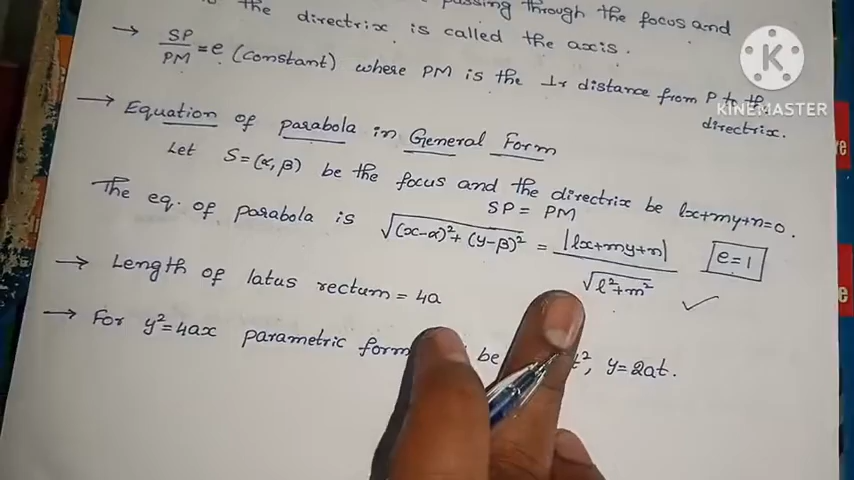 the directrix is called the axis.
passing through the focus and
→ SP/PM = e (constant) where PM is the ⊥r distance from P to the directrix.
→ Equation of parabola in General Form
Let S=(α,β) be the focus and the directrix be lx+my+n=0.
SP = PM
The eq. of parabola is √((x-α)²+(y-β)²) = |lx+my+n|/√(l²+m²) e=1 ✓
→ Length of latus rectum = 4a
→ For y²=4ax parametric form be t², y=2at.
K
KINEMASTER